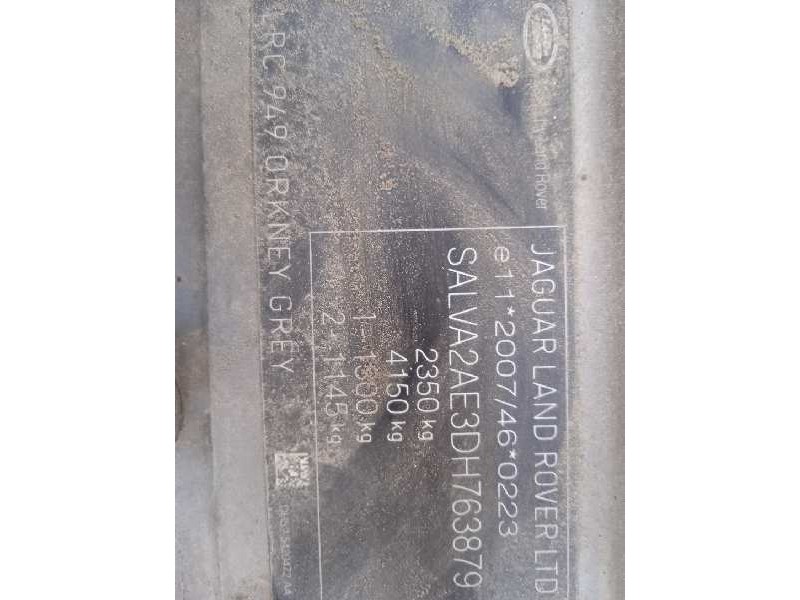 JAGUAR LAND ROVER LTD
e11*2007/46*0223
SALVA2AE3DH763879
2350 kg
4150 kg
1- 1300 kg
2- 1145 kg
LRC 949 ORKNEY GREY